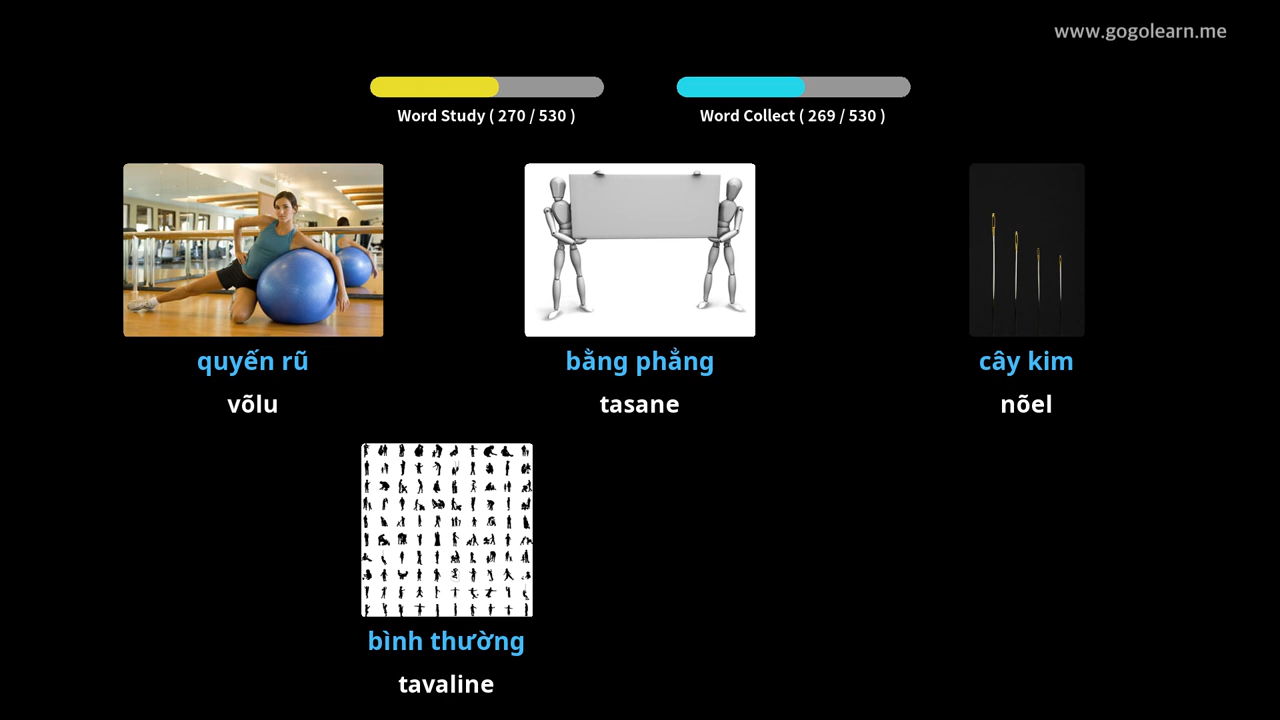 www.gogolearn.me
Word Study ( 270 / 530 )
Word Collect ( 269 / 530 )
quyến rũ
bằng phẳng
cây kim
võlu
tasane
nõel
bình thường
tavaline